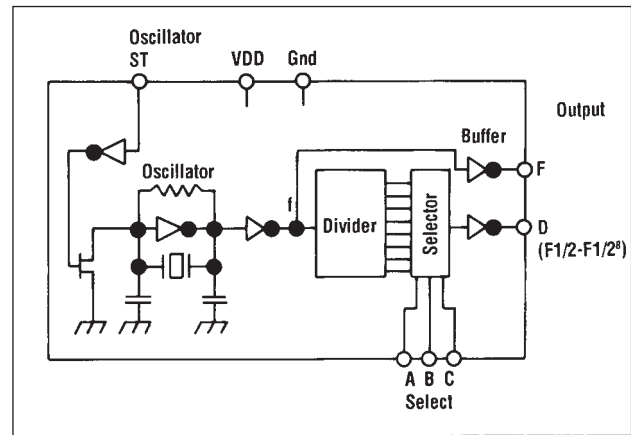 Oscillator
ST
VDD
Gnd
Output
Buffer
Oscillator
F
f
Divider
Selector
D
(F1/2-F1/2⁸)
A B C
Select